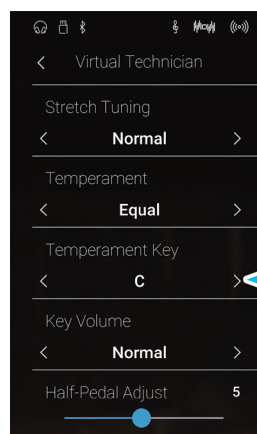 Virtual Technician
Stretch Tuning
Normal
Temperament
Equal
Temperament Key
C
Key Volume
Normal
Half-Pedal Adjust 5